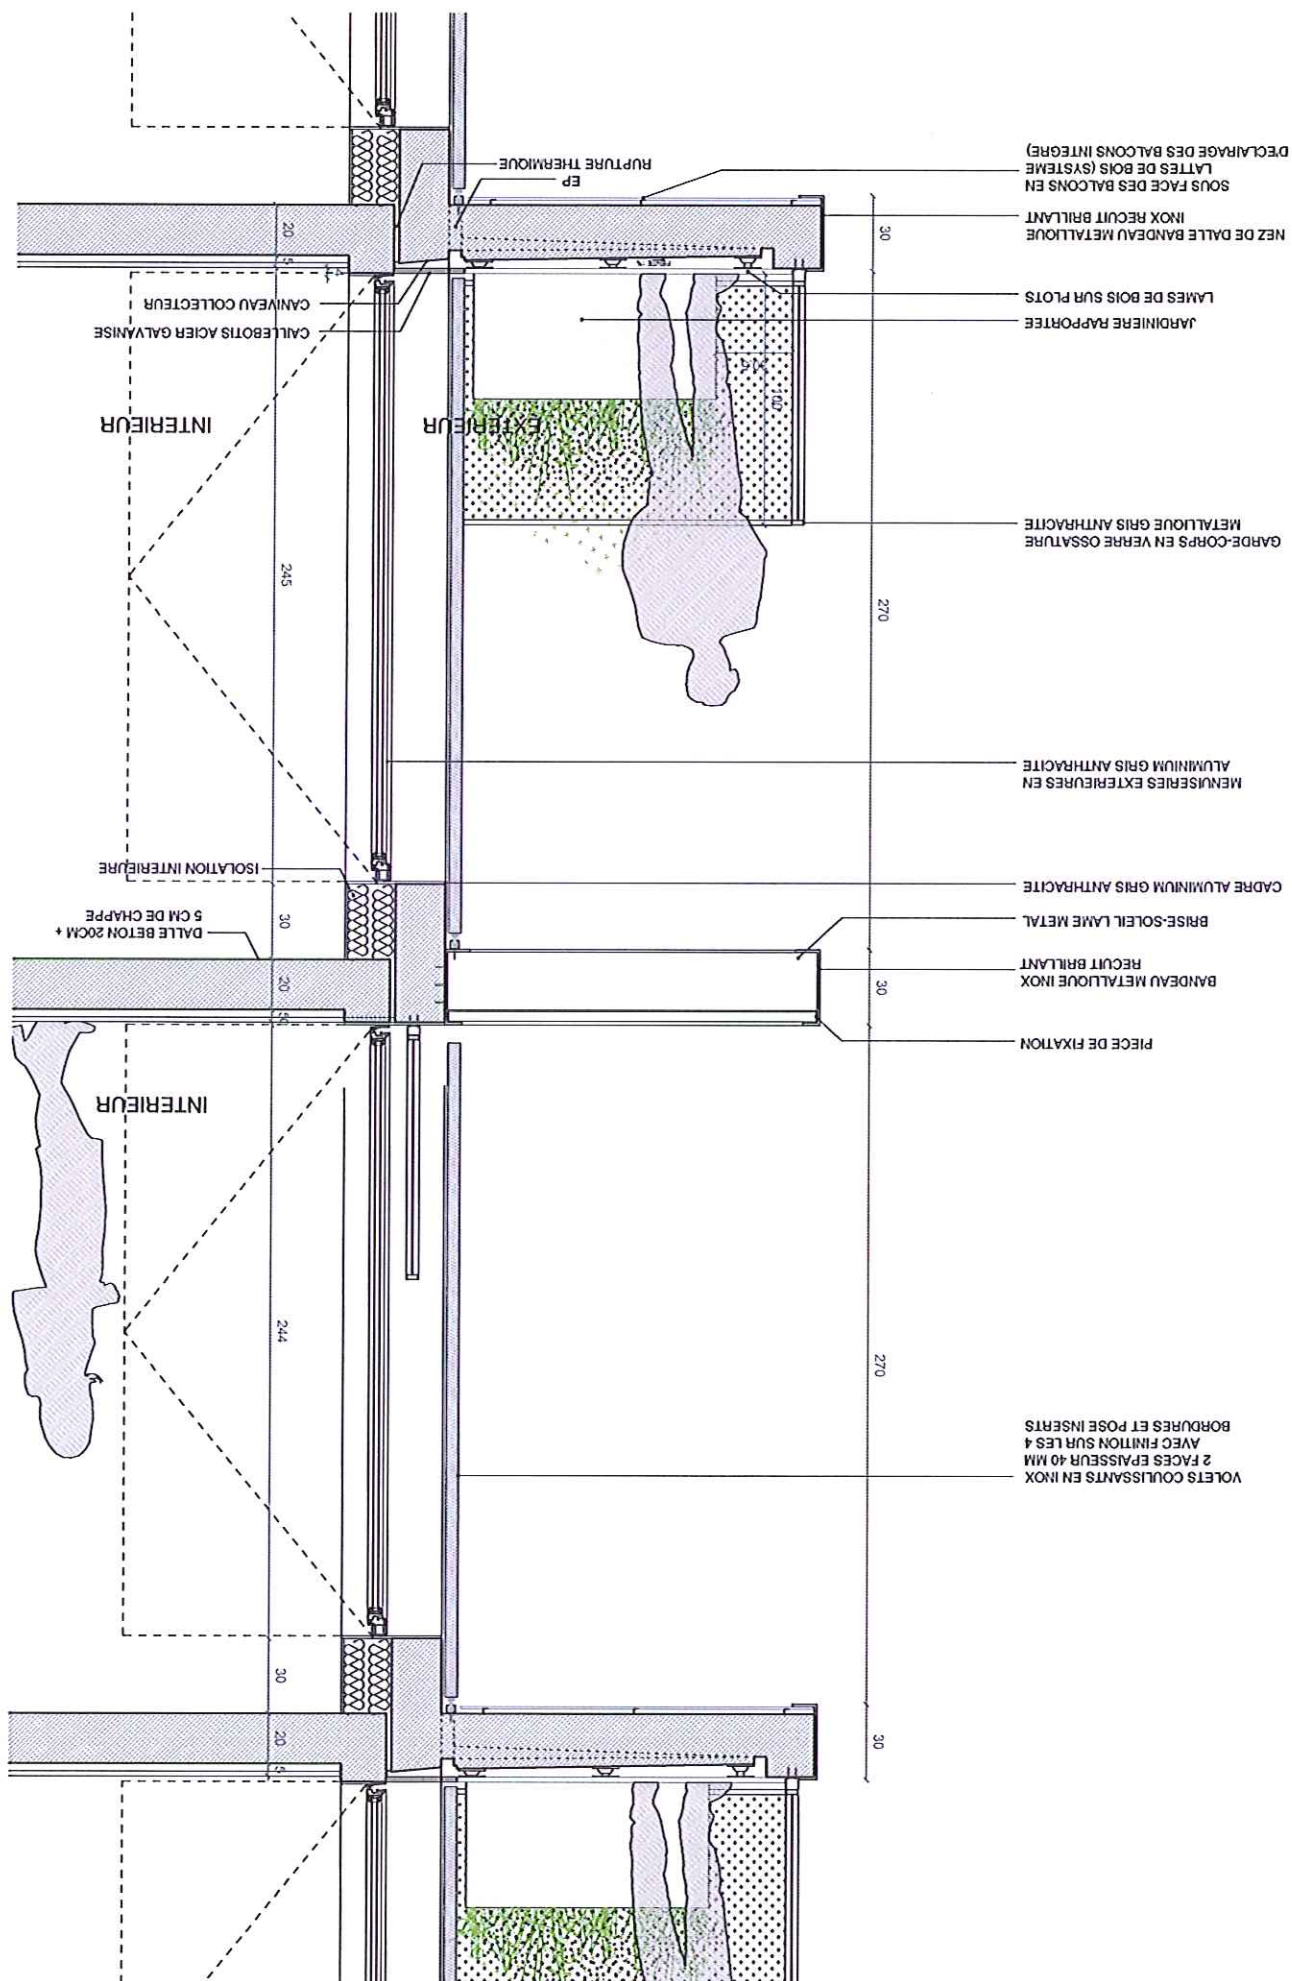 VOLETS COULISSANTS EN INOX
2 FACES EPAISSEUR 40 MM
AVEC FINITION SUR LES 4
BORDURES ET POSE INSERTS
PIECE DE FIXATION
BANDEAU METALLIQUE INOX
RECUIT BRILLANT
BRISE-SOLEIL LAME METAL
CADRE ALUMINIUM GRIS ANTHRACITE
MENUISERIES EXTERIEURES EN
ALUMINIUM GRIS ANTHRACITE
GARDE-CORPS EN VERRE OSSATURE
METALLIQUE GRIS ANTHRACITE
JARDINIERE RAPPORTEE
LAMES DE BOIS SUR PLOTS
NEZ DE DALLE BANDEAU METALLIQUE
INOX RECUIT BRILLANT
SOUS FACE DES BALCONS EN
LATTES DE BOIS (SYSTEME
D'ECLAIRAGE DES BALCONS INTEGRE)
30
270
30
270
30
100
EXTERIEUR
EP
RUPTURE THERMIQUE
5
20
30
244
5
20
30
245
5
20
4
INTERIEUR
DALLE BETON 20CM +
5 CM DE CHAPPE
ISOLATION INTERIEURE
INTERIEUR
CAILLEBOTIS ACIER GALVANISE
CANIVEAU COLLECTEUR